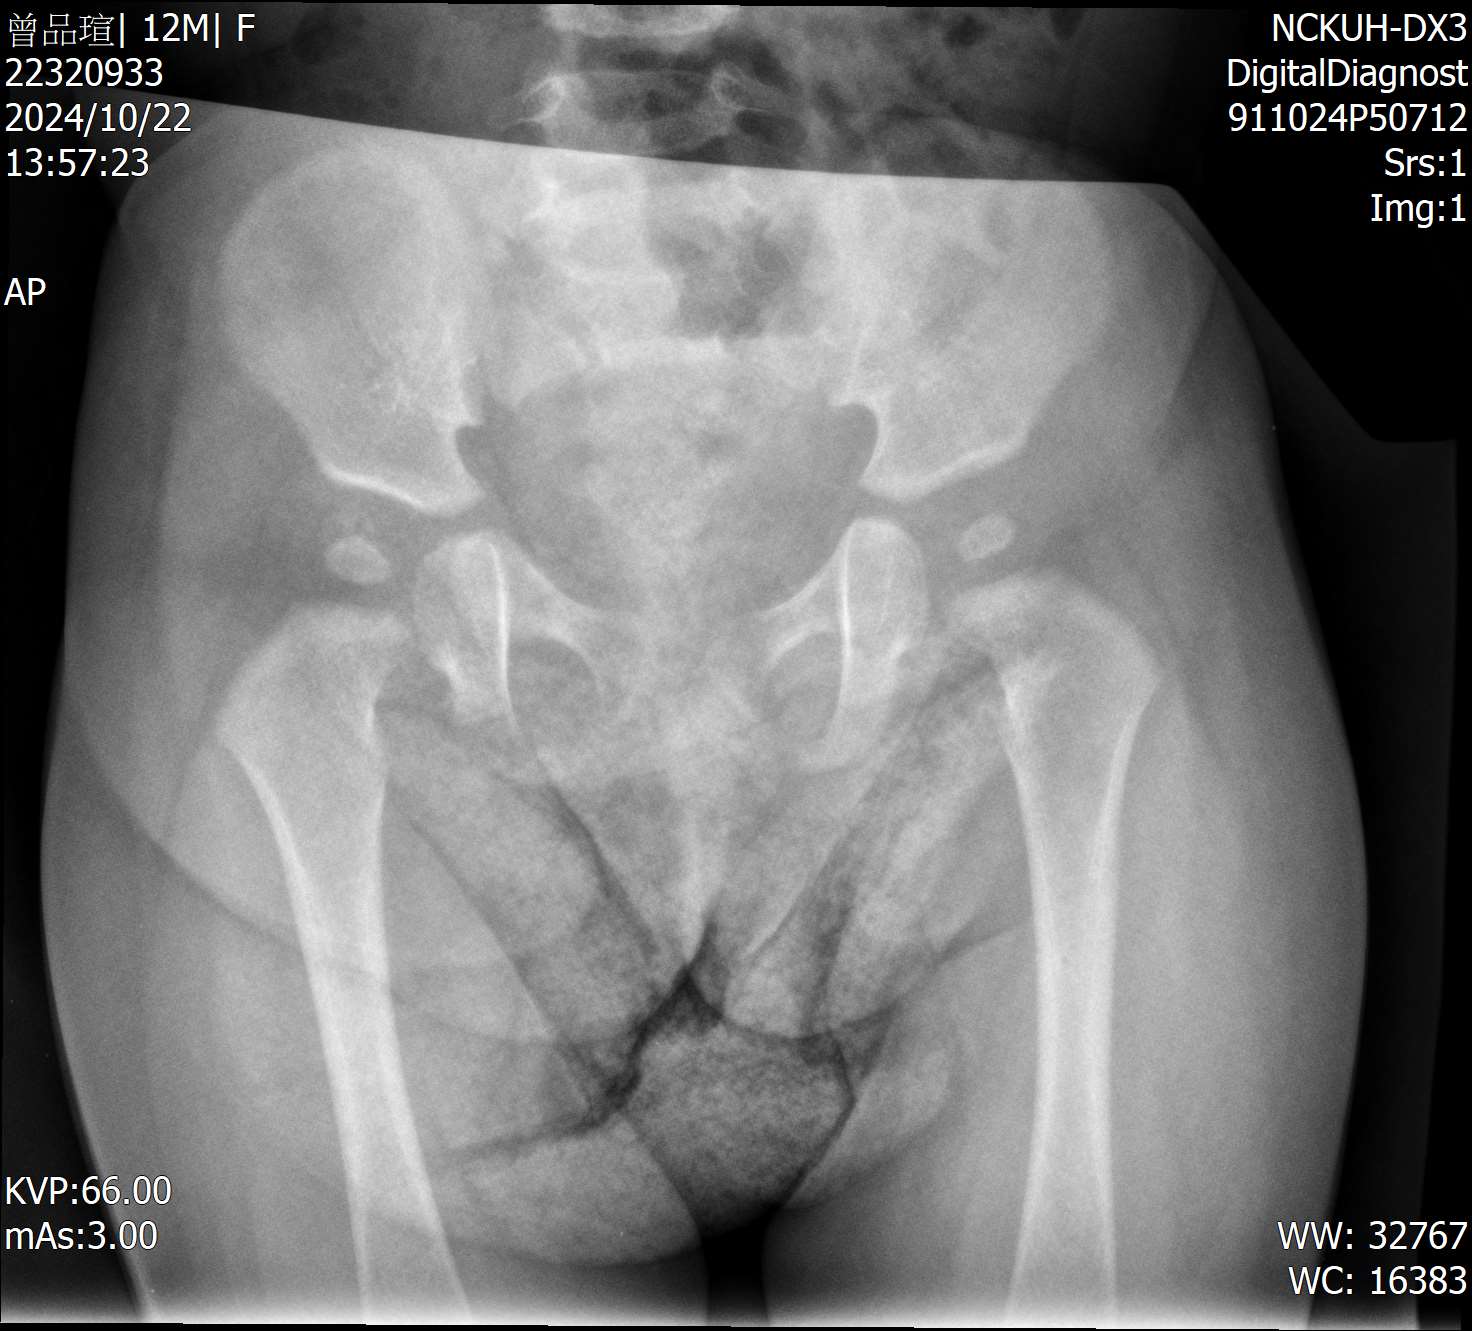 曾品瑄| 12M| F
22320933
2024/10/22
13:57:23
AP
NCKUH-DX3
DigitalDiagnost
911024P50712
Srs:1
Img:1
KVP:66.00
mAs:3.00
WW: 32767
WC: 16383